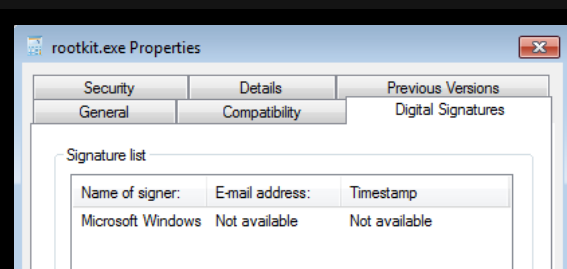 rootkit.exe Properties
Security Details Previous Versions
General Compatibility Digital Signatures
Signature list
Name of signer: E-mail address: Timestamp
Microsoft Windows Not available Not available